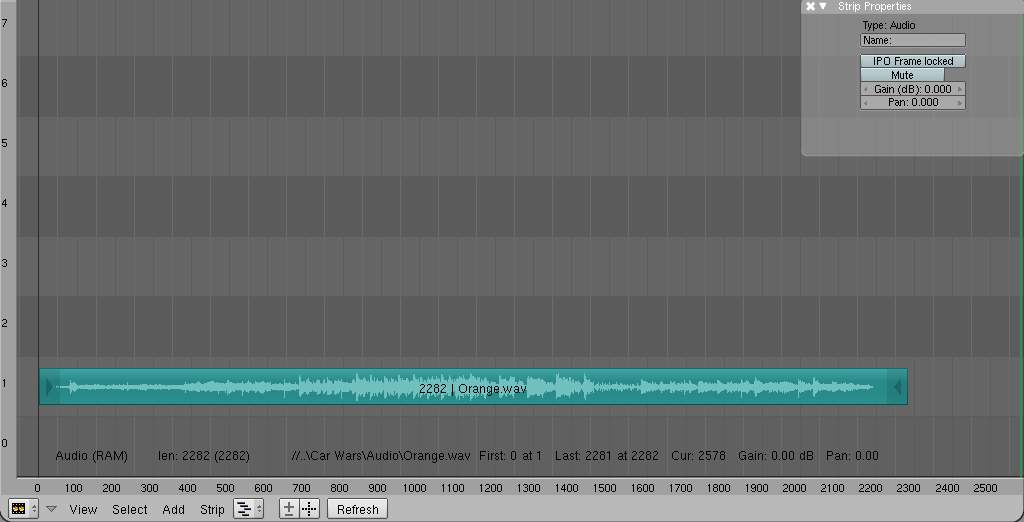 Strip Properties
Type: Audio
Name:
IPO Frame locked
Mute
Gain (dB): 0.000
Pan: 0.000
7
6
5
4
3
2
1
2282 | Orange.wav
0
Audio (RAM) len: 2282 (2282) //..\Car Wars\Audio\Orange.wav First: 0 at 1 Last: 2281 at 2282 Cur: 2578 Gain: 0.00 dB Pan: 0.00
0 100 200 300 400 500 600 700 800 900 1000 1100 1200 1300 1400 1500 1600 1700 1800 1900 2000 2100 2200 2300 2400 2500
View Select Add Strip Refresh